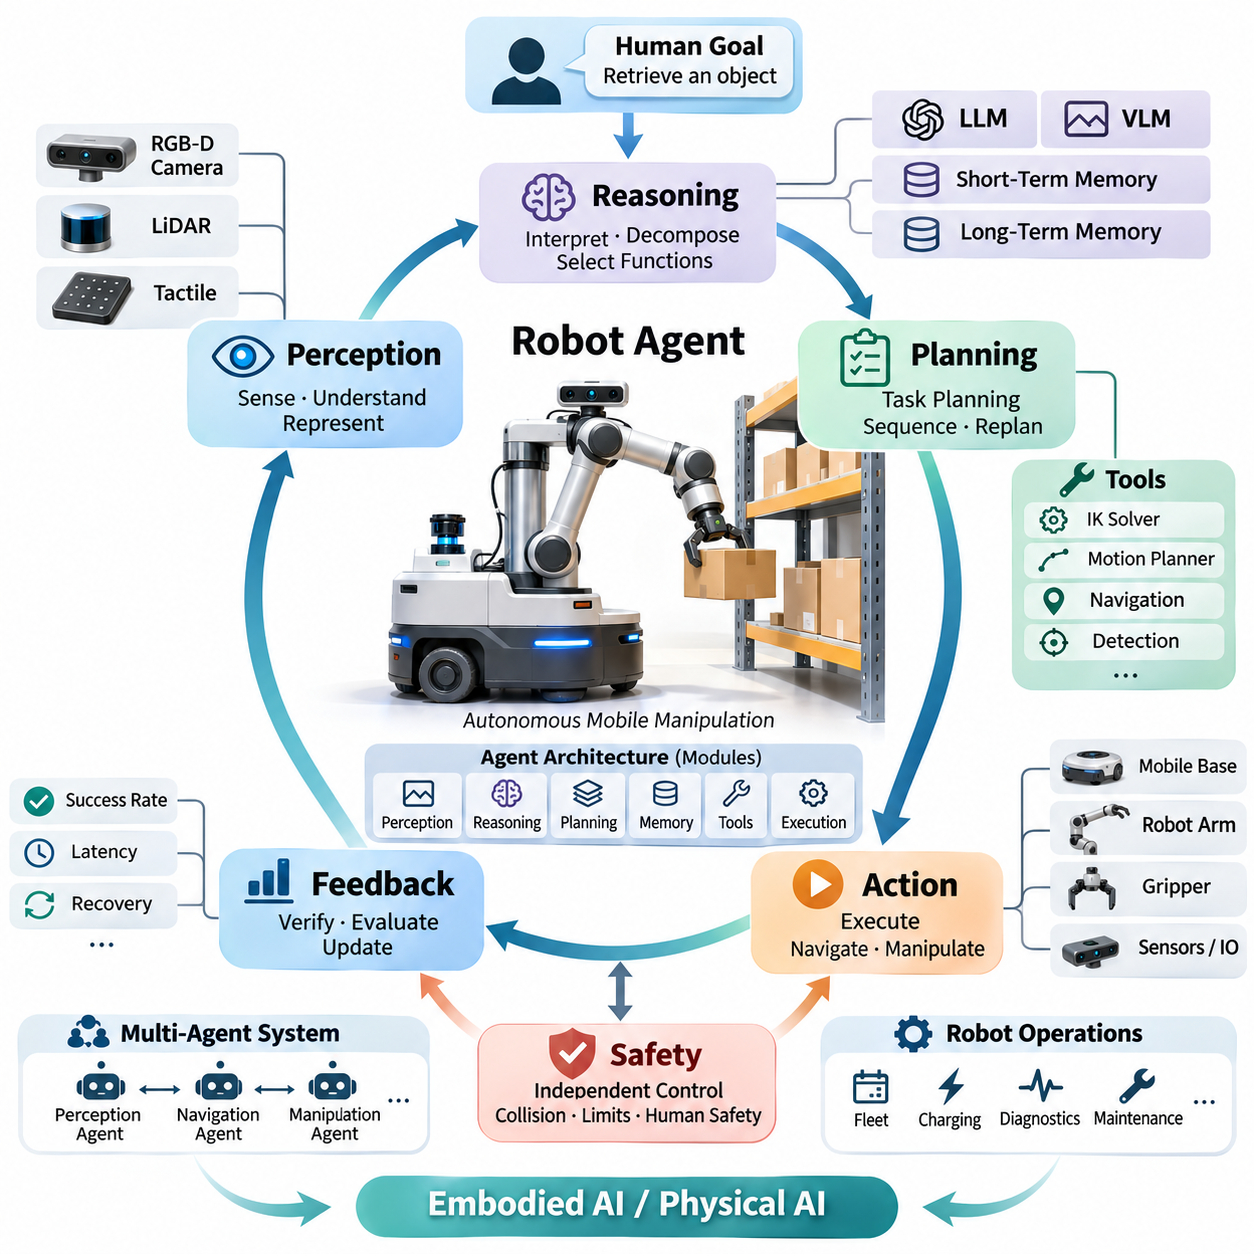 Human Goal
Retrieve an object
LLM
VLM
Short-Term Memory
Long-Term Memory
Reasoning
Interpret · Decompose
Select Functions
RGB-D
Camera
LiDAR
Tactile
Perception
Sense · Understand
Represent
Robot Agent
Planning
Task Planning
Sequence · Replan
Tools
IK Solver
Motion Planner
Navigation
Detection
...
Autonomous Mobile Manipulation
Agent Architecture (Modules)
Perception
Reasoning
Planning
Memory
Tools
Execution
Success Rate
Latency
Recovery
...
Feedback
Verify · Evaluate
Update
Action
Execute
Navigate · Manipulate
Mobile Base
Robot Arm
Gripper
Sensors / IO
Safety
Independent Control
Collision · Limits · Human Safety
Multi-Agent System
Perception
Agent
Navigation
Agent
Manipulation
Agent
...
Robot Operations
Fleet
Charging
Diagnostics
Maintenance
...
Embodied AI / Physical AI